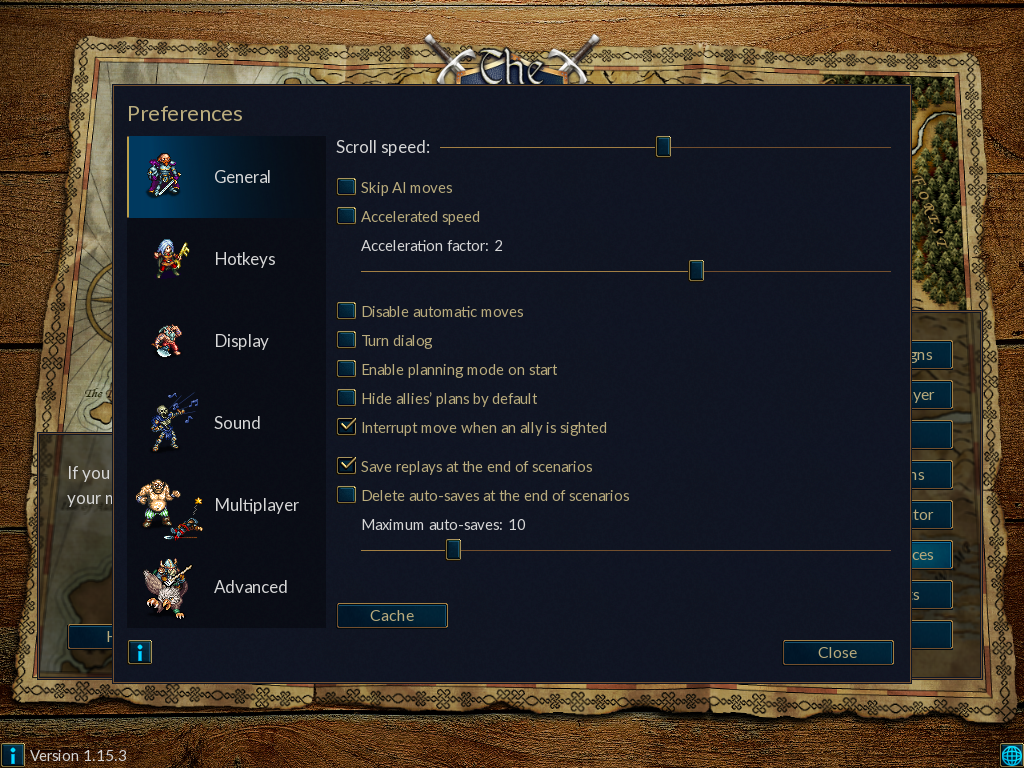 The
Preferences
General
Hotkeys
Display
Sound
Multiplayer
Advanced
Scroll speed:
Skip AI moves
Accelerated speed
Acceleration factor: 2
Disable automatic moves
Turn dialog
Enable planning mode on start
Hide allies' plans by default
Interrupt move when an ally is sighted
Save replays at the end of scenarios
Delete auto-saves at the end of scenarios
Maximum auto-saves: 10
Cache
Close
If you
your
Version 1.15.3